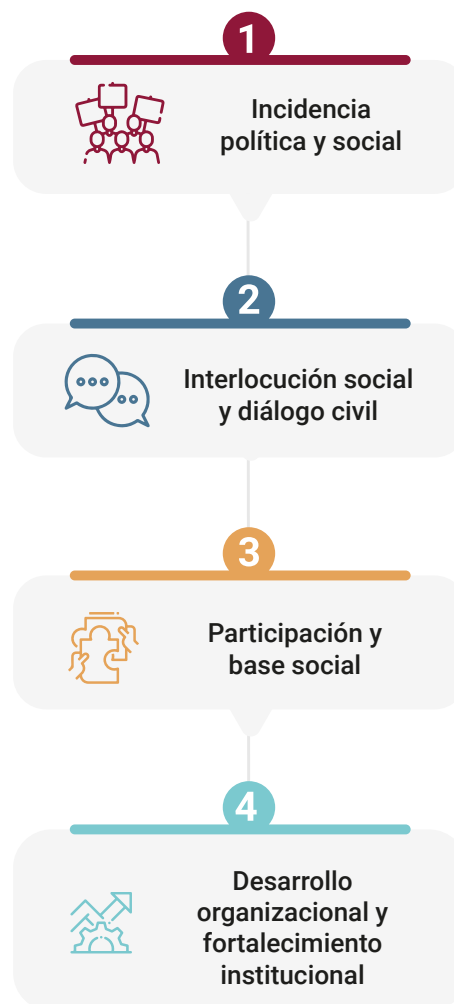 1
Incidencia
política y social
2
Interlocución social
y diálogo civil
3
Participación y
base social
4
Desarrollo
organizacional y
fortalecimiento
institucional